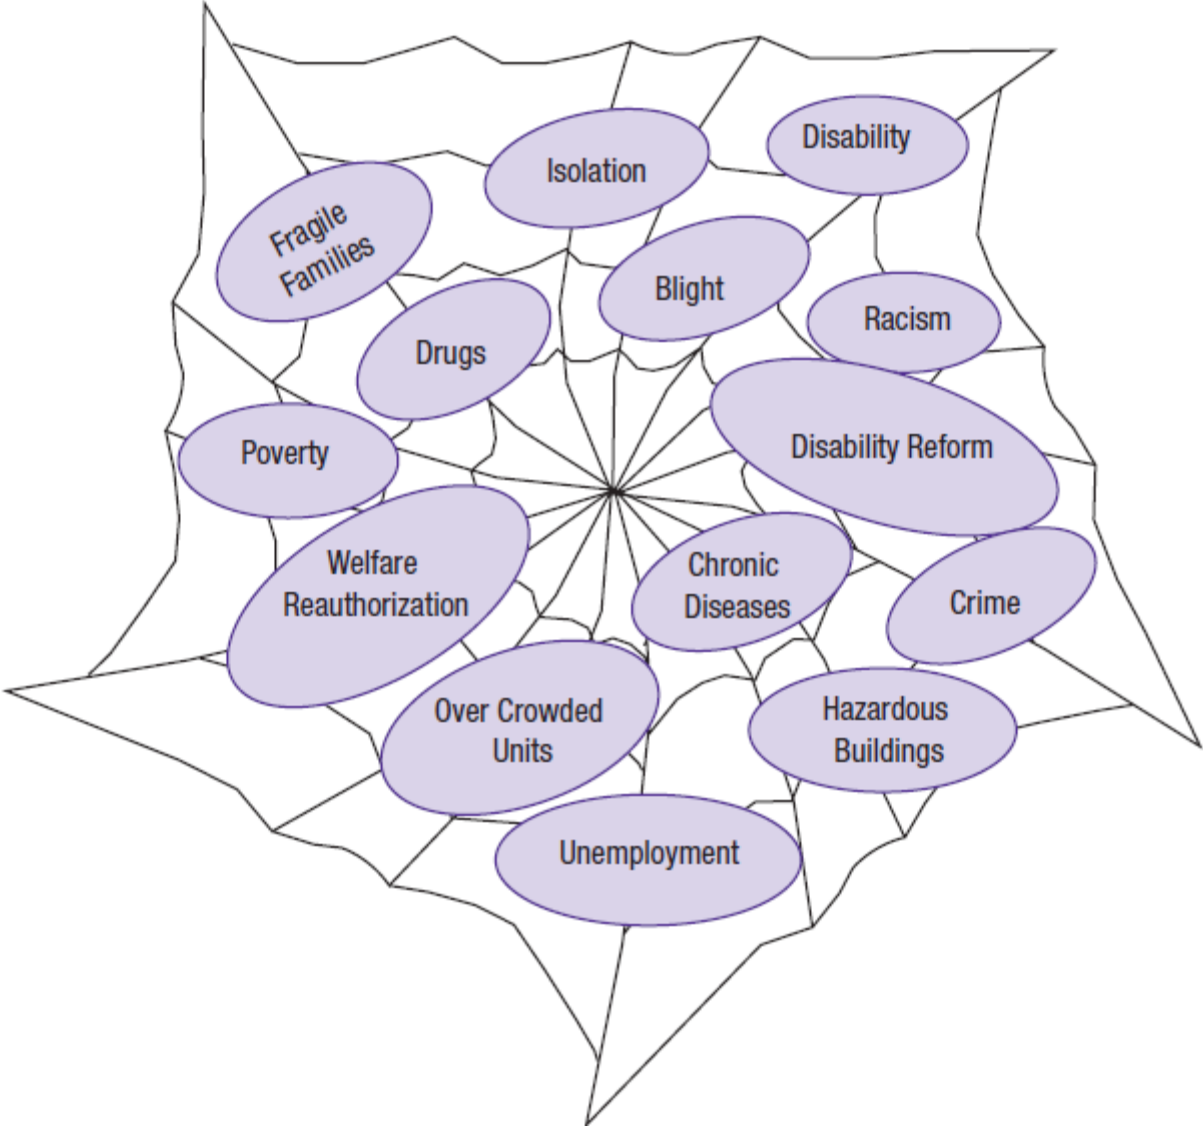 Disability
Isolation
Fragile
Families
Blight
Racism
Drugs
Poverty
Disability Reform
Welfare
Reauthorization
Chronic
Diseases
Crime
Over Crowded
Units
Hazardous
Buildings
Unemployment